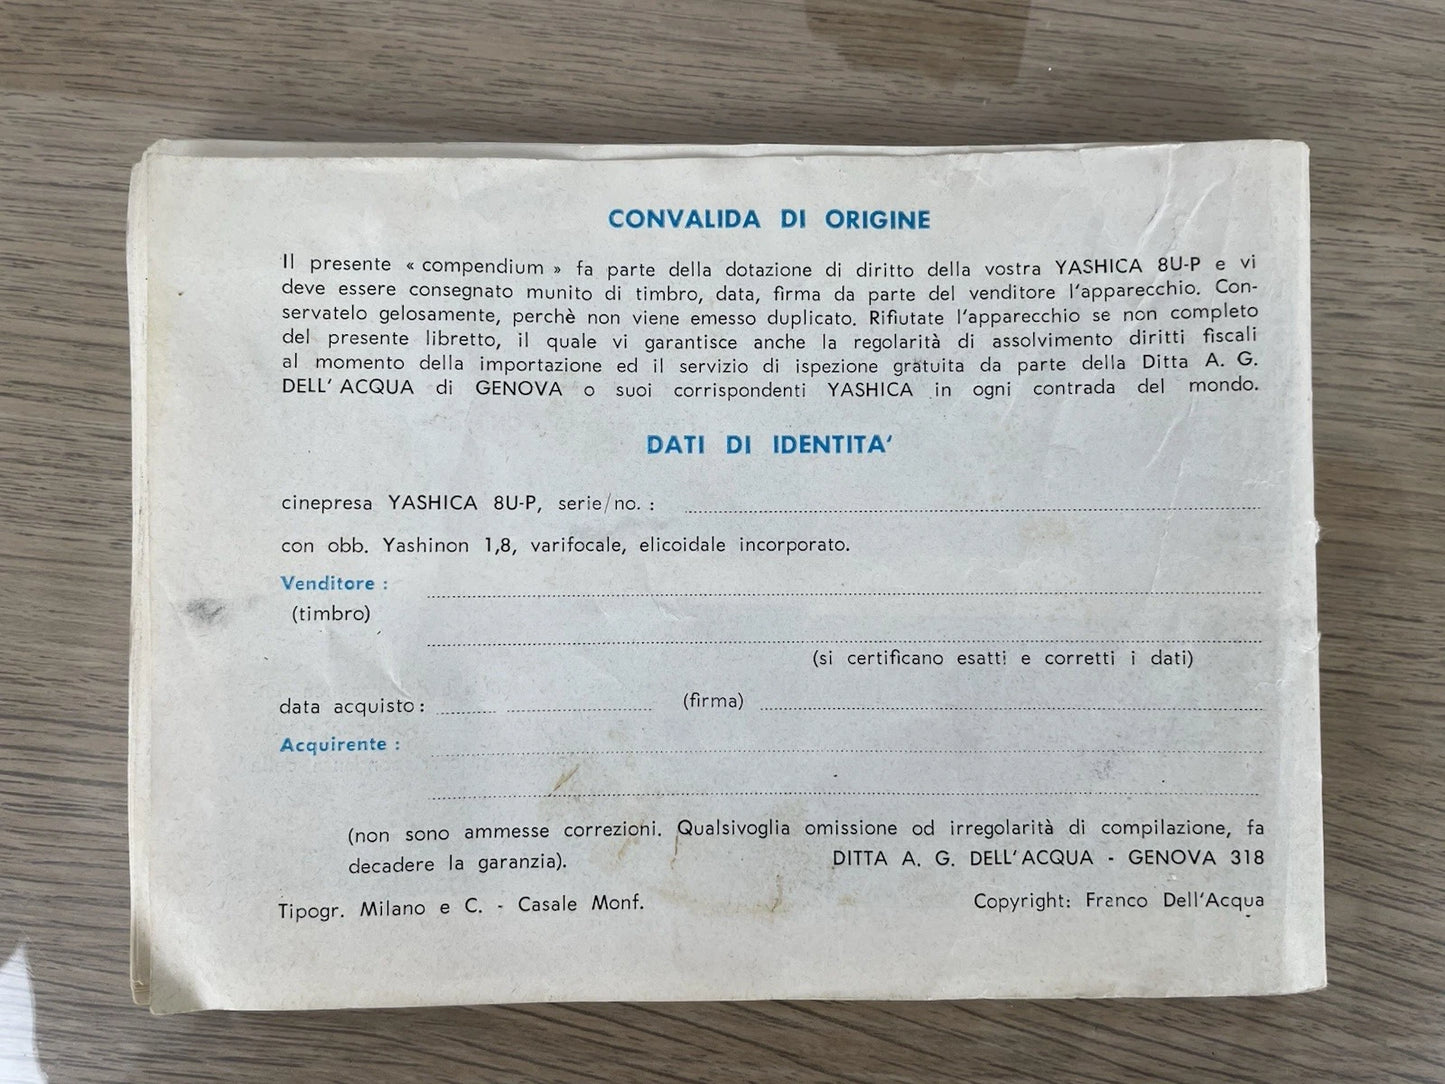 CONVALIDA DI ORIGINE
Il presente « compendium » fa parte della dotazione di diritto della vostra YASHICA 8U-P e vi
deve essere consegnato munito di timbro, data, firma da parte del venditore l'apparecchio. Con-
servatelo gelosamente, perchè non viene emesso duplicato. Rifiutate l'apparecchio se non completo
del presente libretto, il quale vi garantisce anche la regolarità di assolvimento diritti fiscali
al momento della importazione ed il servizio di ispezione gratuita da parte della Ditta A. G.
DELL' ACQUA di GENOVA o suoi corrispondenti YASHICA in ogni contrada del mondo.
DATI DI IDENTITA'
cinepresa YASHICA 8U-P, serie/no. :
con obb. Yashinon 1,8, varifocale, elicoidale incorporato.
Venditore :
(timbro)
(si certificano esatti e corretti i dati)
data acquisto : (firma)
Acquirente :
(non sono ammesse correzioni. Qualsivoglia omissione od irregolarità di compilazione, fa
decadere la garanzia). DITTA A. G. DELL'ACQUA - GENOVA 318
Tipogr. Milano e C. - Casale Monf. Copyright: Franco Dell'Acqua